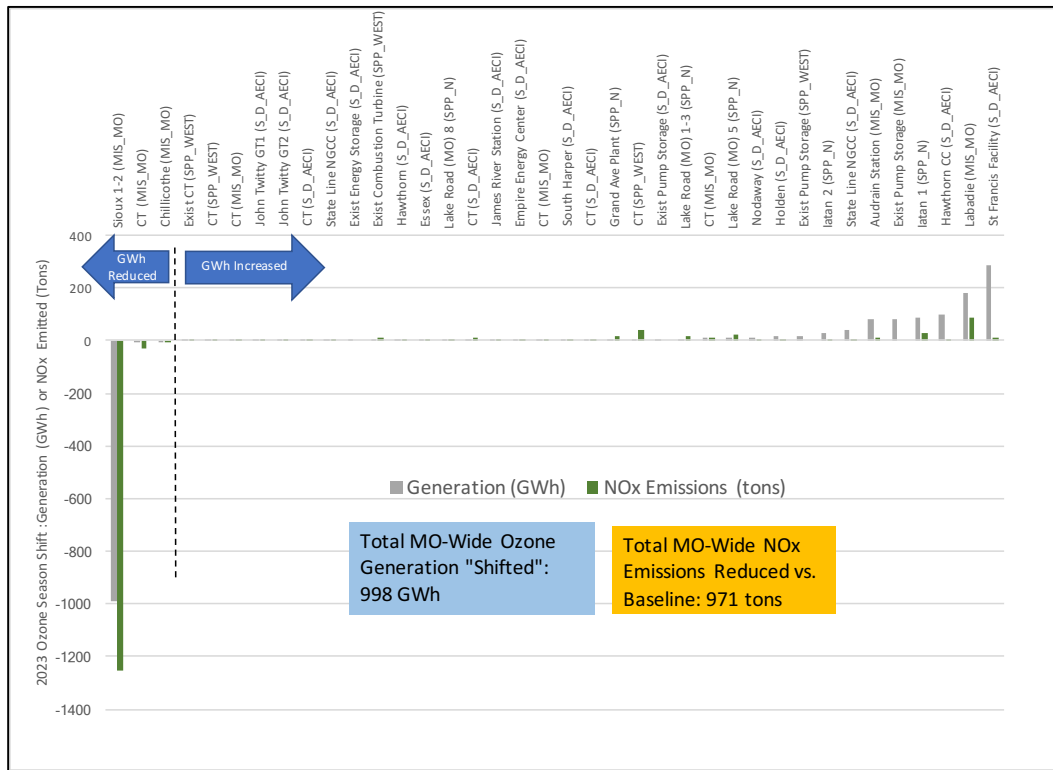 Sioux 1-2 (MIS_MO)
CT (MIS_MO)
Chillicothe (MIS_MO)
Exist CT (SPP_WEST)
CT (SPP_WEST)
CT (MIS_MO)
John Twitty GT1 (S_D_AECI)
John Twitty GT2 (S_D_AECI)
CT (S_D_AECI)
State Line NGCC (S_D_AECI)
Exist Energy Storage (S_D_AECI)
Exist Combustion Turbine (SPP_WEST)
Hawthorn (S_D_AECI)
Essex (S_D_AECI)
Lake Road (MO) 8 (SPP_N)
CT (S_D_AECI)
James River Station (S_D_AECI)
Empire Energy Center (S_D_AECI)
CT (MIS_MO)
South Harper (S_D_AECI)
CT (S_D_AECI)
Grand Ave Plant (SPP_N)
CT (SPP_WEST)
Exist Pump Storage (S_D_AECI)
Lake Road (MO) 1-3 (SPP_N)
CT (MIS_MO)
Lake Road (MO) 5 (SPP_N)
Nodaway (S_D_AECI)
Holden (S_D_AECI)
Exist Pump Storage (SPP_WEST)
Iatan 2 (SPP_N)
State Line NGCC (S_D_AECI)
Audrain Station (MIS_MO)
Exist Pump Storage (MIS_MO)
Iatan 1 (SPP_N)
Hawthorn CC (S_D_AECI)
Labadie (MIS_MO)
St Francis Facility (S_D_AECI)
2023 Ozone Season Shift :Generation (GWh) or NOx Emitted (Tons)
400
200
0
-200
-400
-600
-800
-1000
-1200
-1400
GWh
Reduced
GWh Increased
Generation (GWh)
NOx Emissions (tons)
Total MO-Wide Ozone
Generation "Shifted":
998 GWh
Total MO-Wide NOx
Emissions Reduced vs.
Baseline: 971 tons